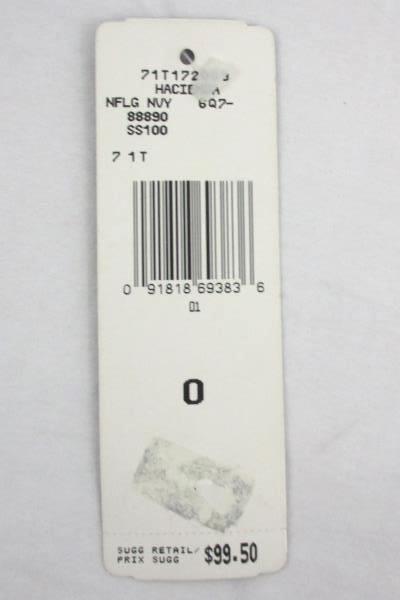 NFLG NVY 6Q7-
88890
SS100
7 1T
0 91818 69383 6
01
0
SUGG RETAIL/
PRIX SUGG $99.50